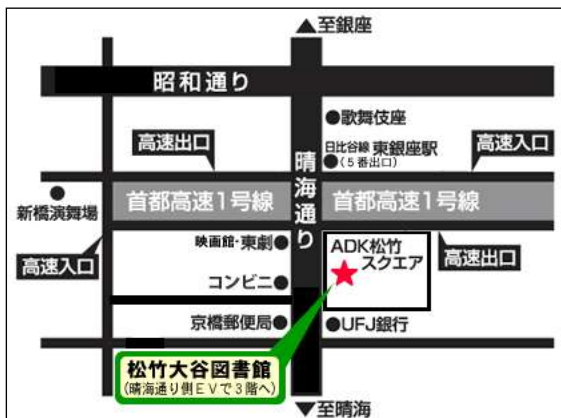 ▲至銀座
昭和通り
●歌舞伎座
高速出口
日比谷線 東銀座駅
●(5番出口)
高速入口
晴海通り
首都高速1号線
首都高速1号線
●
新橋演舞場
映画館・東劇●
ADK松竹
スクエア
高速出口
高速入口
コンビニ●
★
京橋郵便局●
●UFJ銀行
松竹大谷図書館
(晴海通り側EVで3階へ)
▼至晴海